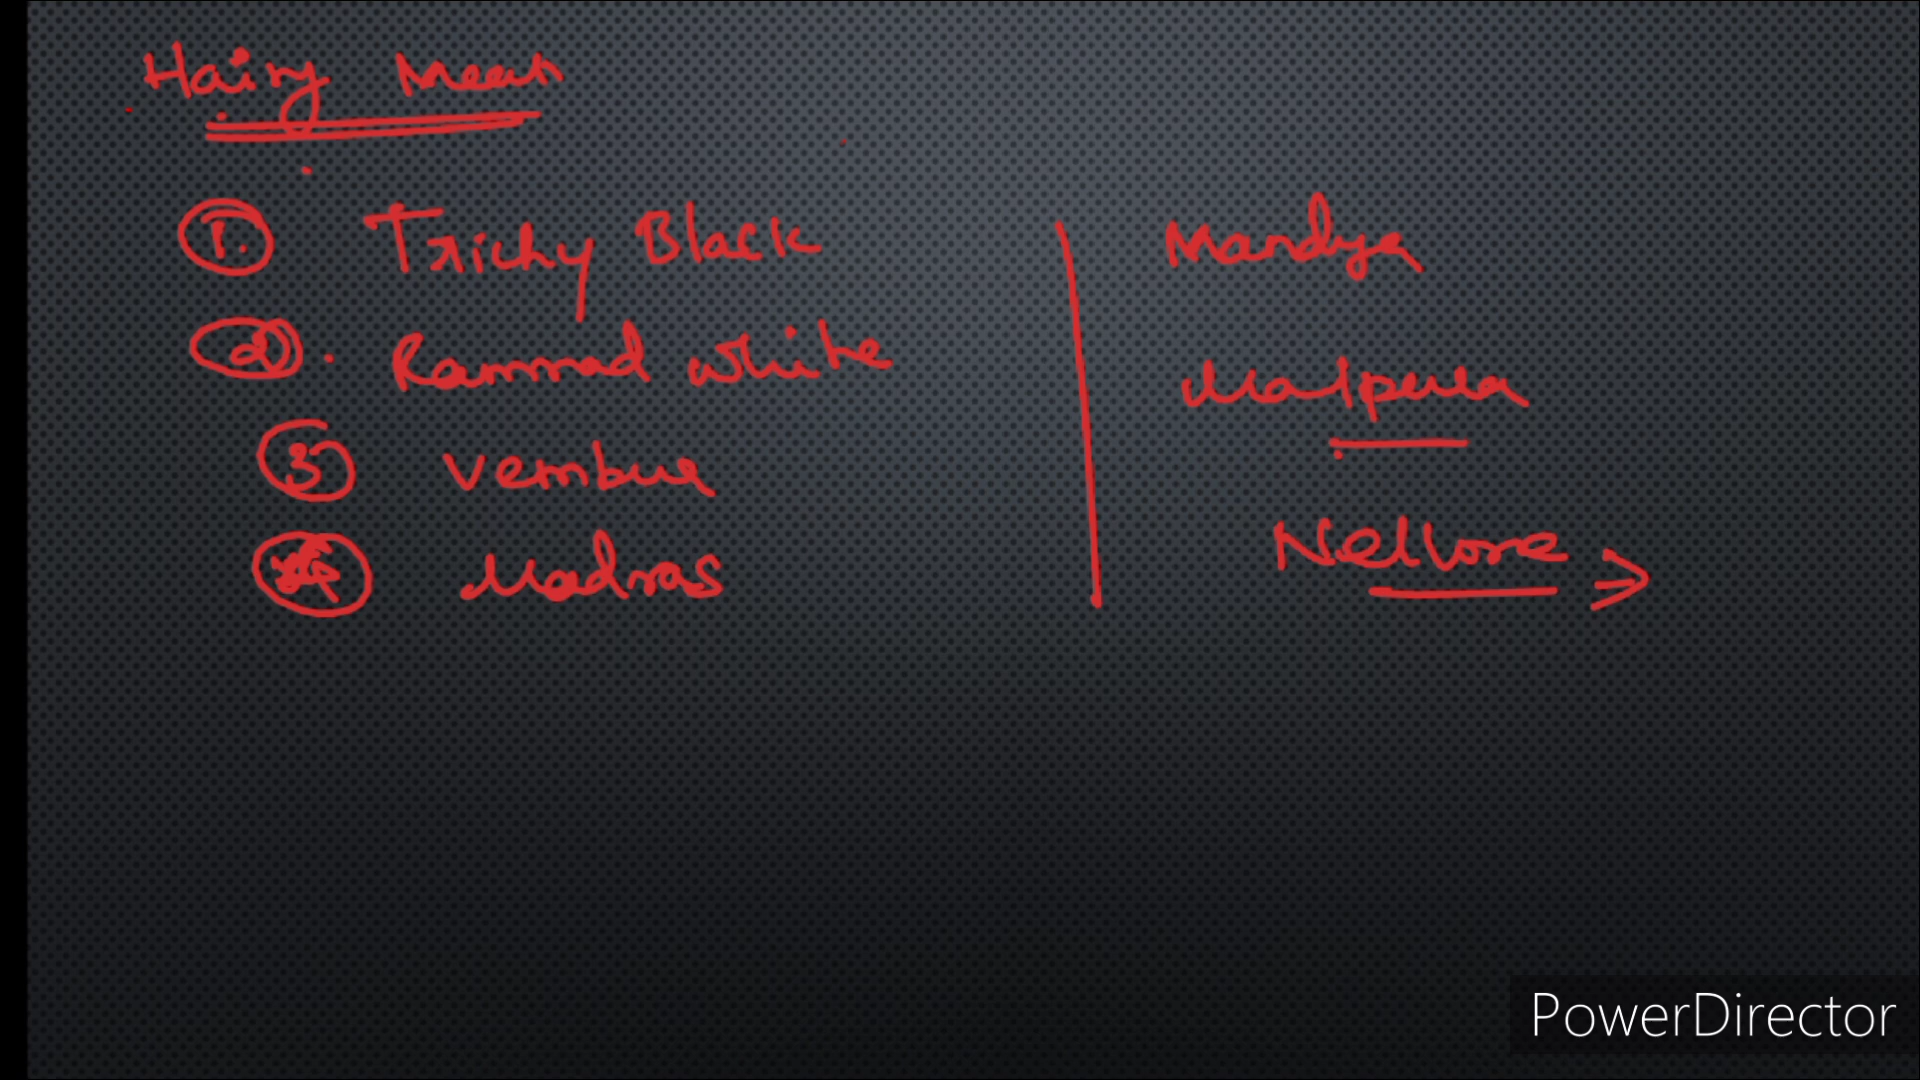 Hairy Meat
1. Trichy Black
2. Ramnad white
3 Vembur
4 Madras
Mandya
Malpura
Nellore →
PowerDirector